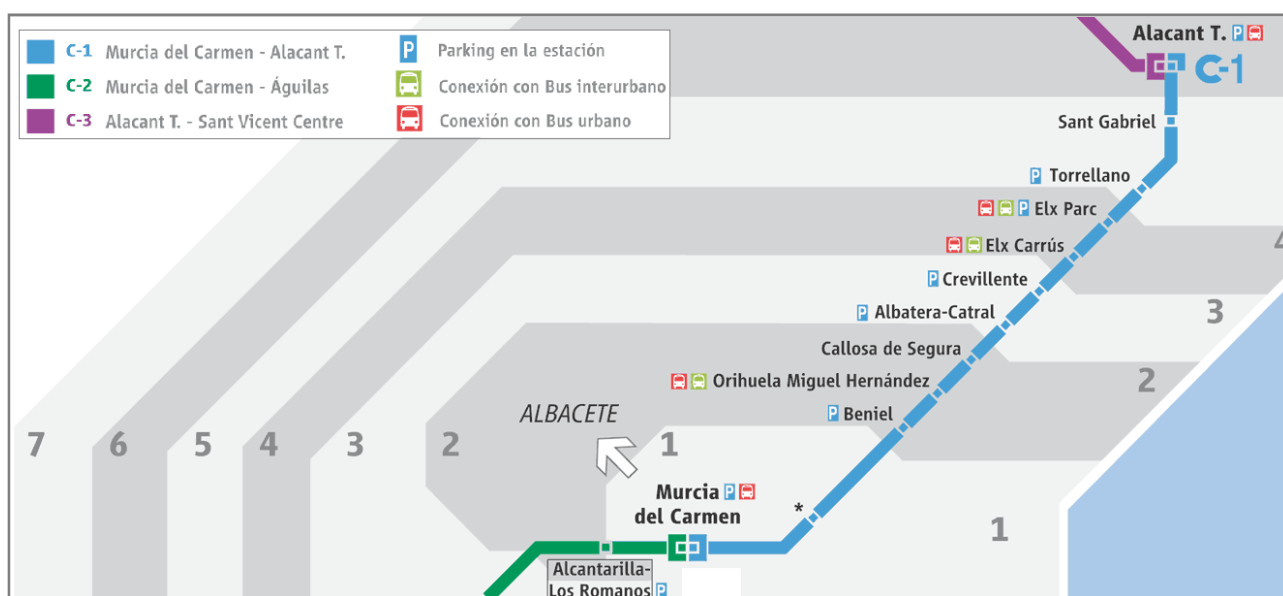 C-1 Murcia del Carmen - Alacant T.
C-2 Murcia del Carmen - Águilas
C-3 Alacant T. - Sant Vicent Centre
P Parking en la estación
Conexión con Bus interurbano
Conexión con Bus urbano
Alacant T. P
C-1
Sant Gabriel
P Torrellano
P Elx Parc
Elx Carrús
4
P Crevillente
3
P Albatera-Catral
Callosa de Segura
2
Orihuela Miguel Hernández
ALBACETE
P Beniel
7
6
5
4
3
2
1
Murcia P
del Carmen
*
1
Alcantarilla-
Los Romanos P